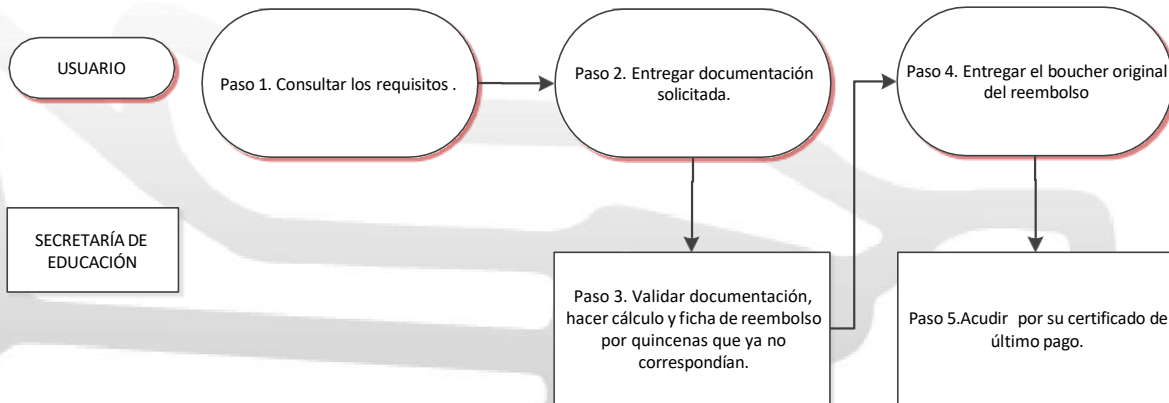 USUARIO
Paso 1. Consultar los requisitos .
Paso 2. Entregar documentación
solicitada.
Paso 4. Entregar el boucher original
del reembolso
SECRETARÍA DE
EDUCACIÓN
Paso 3. Validar documentación,
hacer cálculo y ficha de reembolso
por quincenas que ya no
correspondían.
Paso 5.Acudir por su certificado de
último pago.